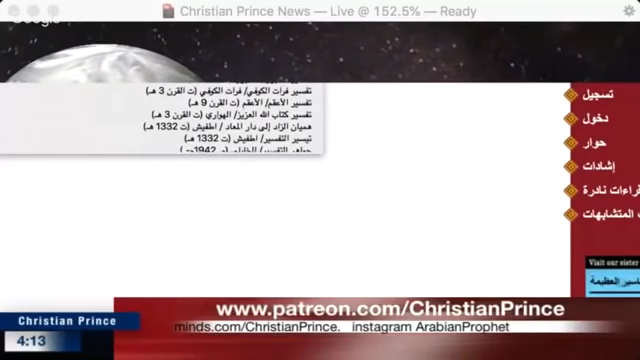 Christian Prince News — Live @ 152.5% — Ready
تفسير فرات الكوفي/ فرات الكوفي (ت القرن 3 هـ)
تفسير الأعقم/ الأعقم (ت القرن 9 هـ)
تفسير كتاب الله العزيز/ الهواري (ت القرن 3 هـ)
هميان الزاد إلى دار المعاد / اطفيش (ت 1332 هـ)
تيسير التفسير/ اطفيش (ت 1332 هـ)
تسجيل
دخول
حوار
إشادات
نادرة
المتشابهات
Visit our sister
www.patreon.com/ChristianPrince
Christian Prince
minds.com/ChristianPrince. instagram ArabianProphet
4:13